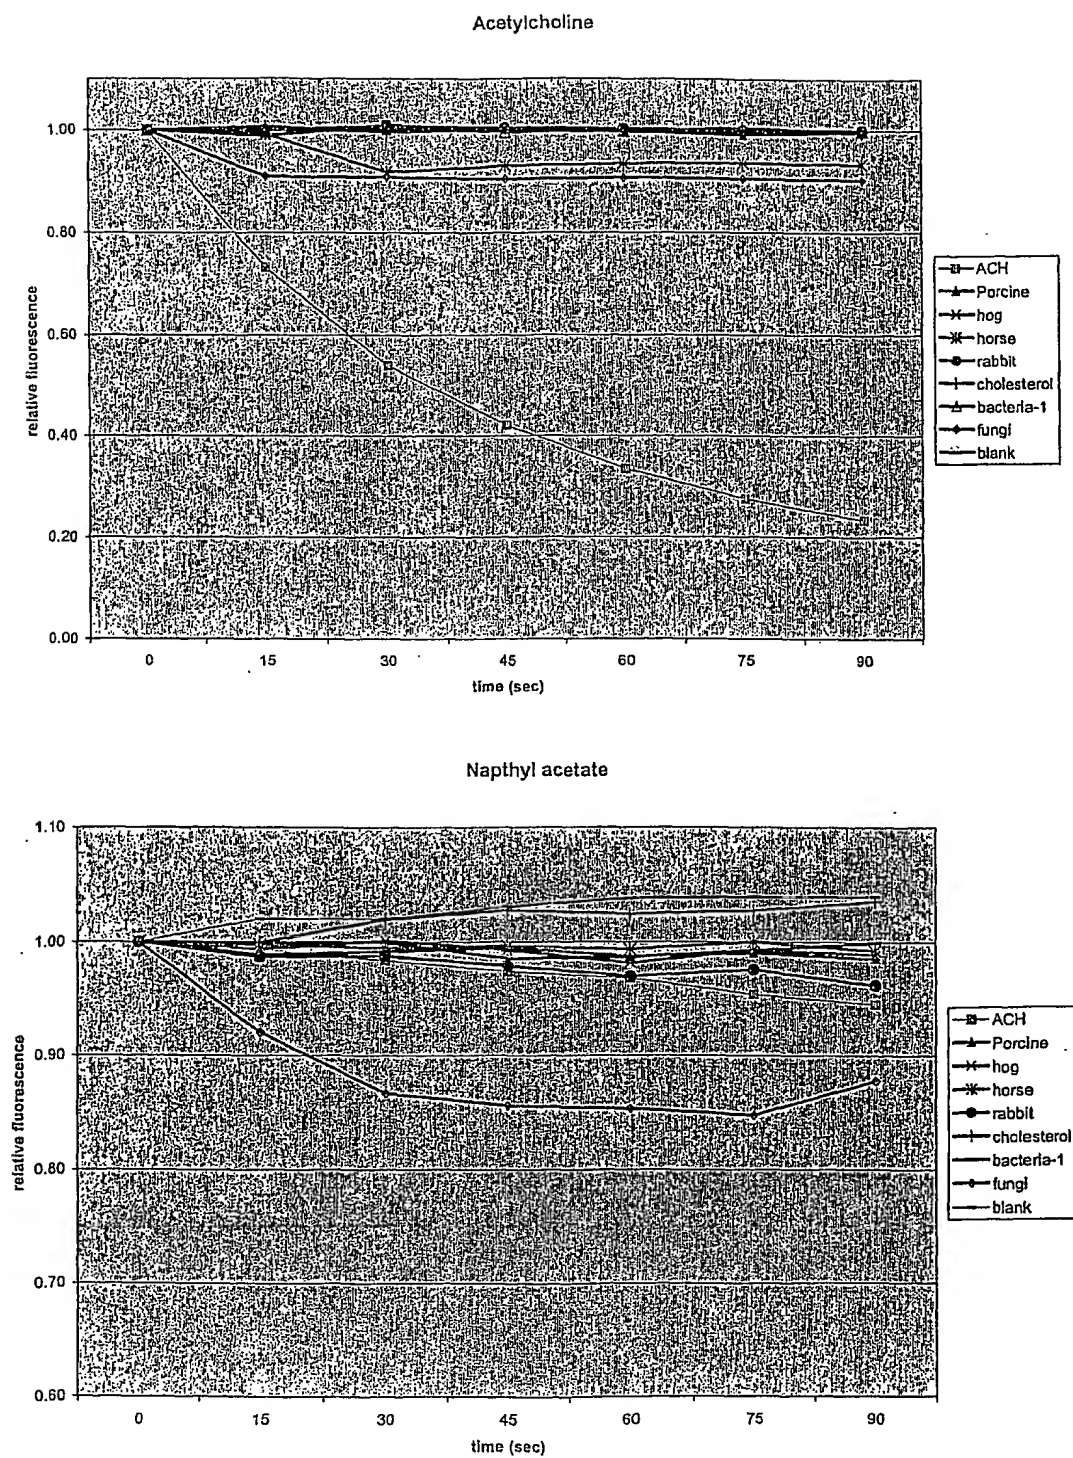 Acetylcholine
1.00
0.80
0.60
0.40
0.20
0.00
relative fluorescence
0 15 30 45 60 75 90
time (sec)
ACH
Porcine
hog
horse
rabbit
cholesterol
bacteria-1
fungi
blank
Napthyl acetate
1.10
1.00
0.90
0.80
0.70
0.60
relative fluorescence
0 15 30 45 60 75 90
time (sec)
ACH
Porcine
hog
horse
rabbit
cholesterol
bacteria-1
fungi
blank